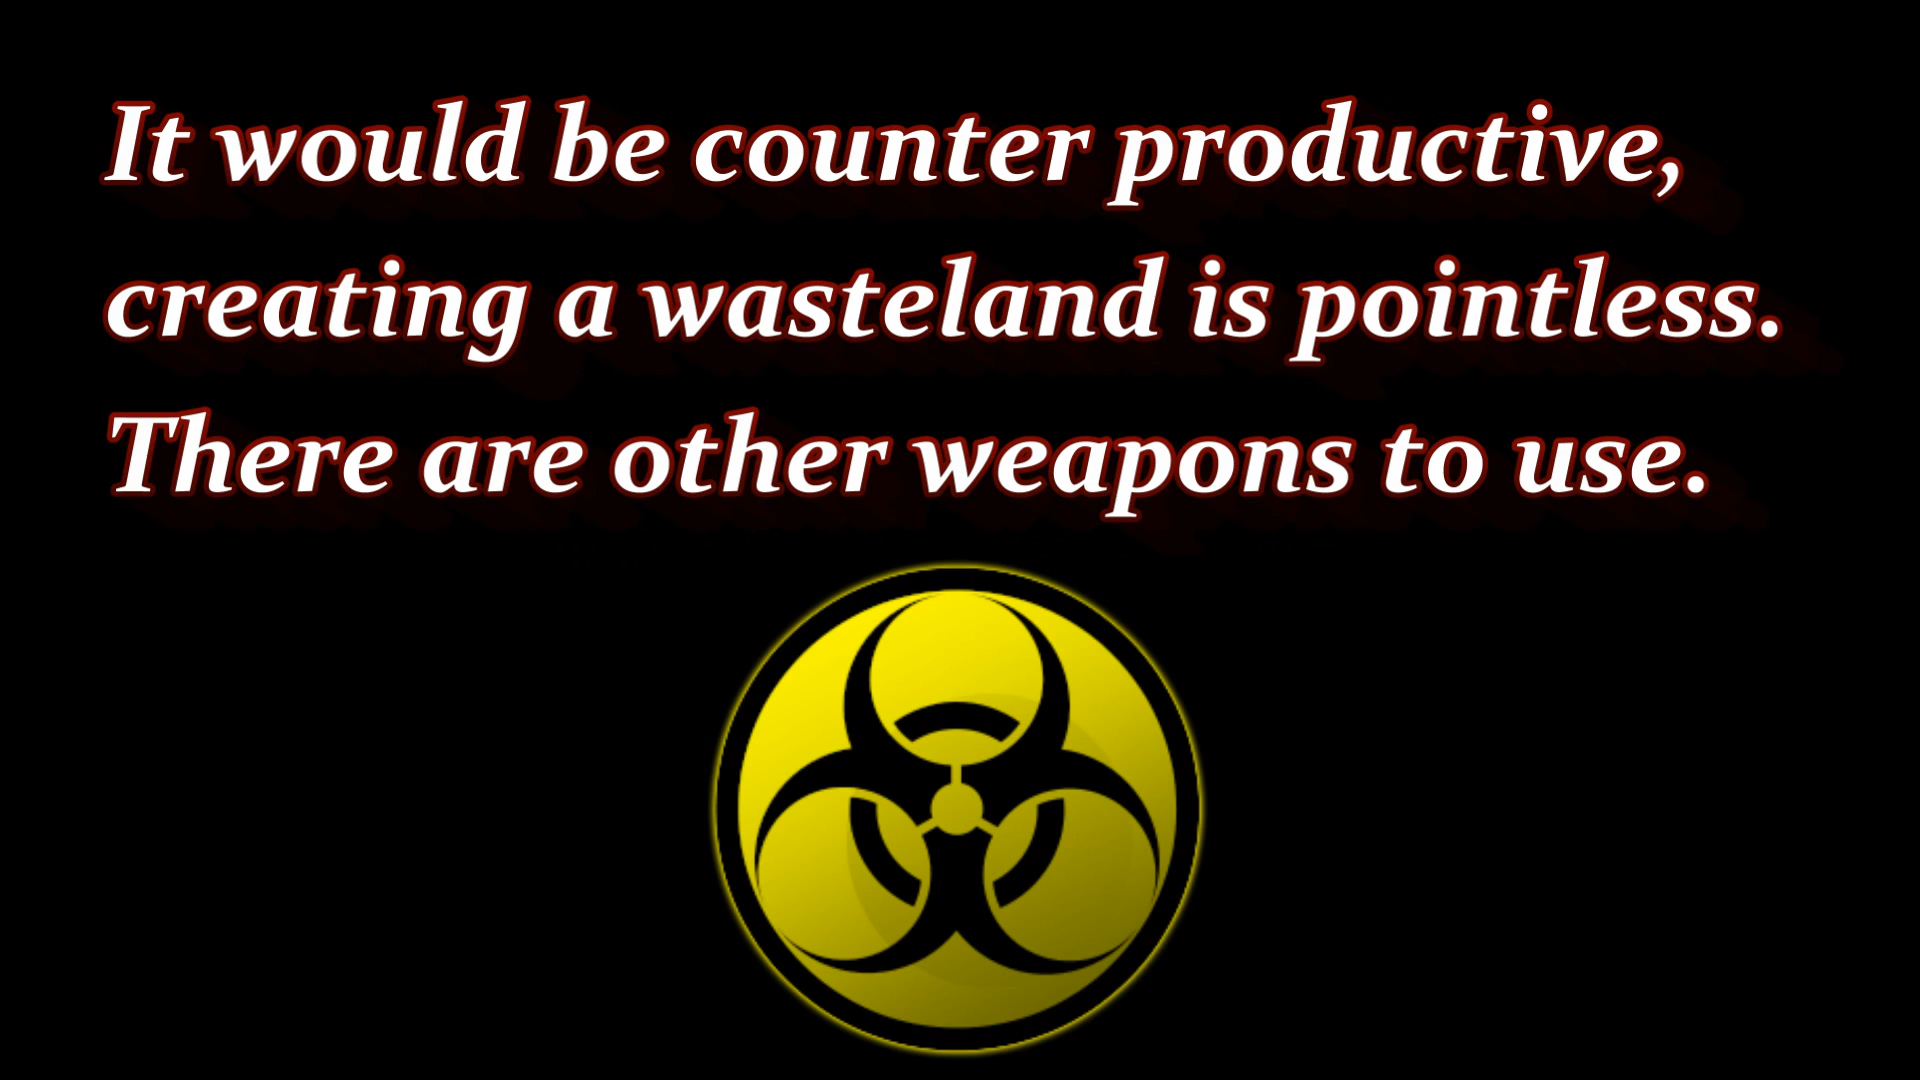 It would be counter productive,
creating a wasteland is pointless.
There are other weapons to use.